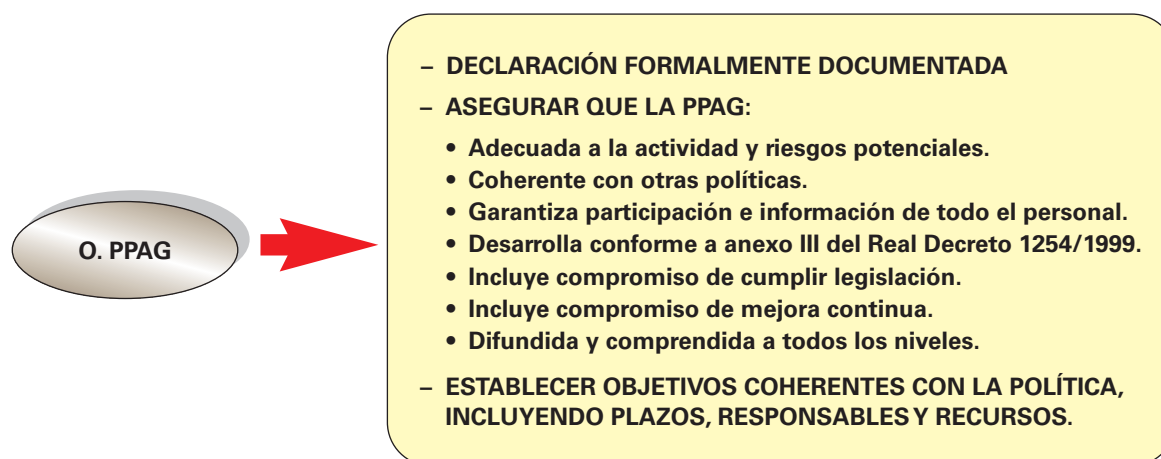 O. PPAG
– DECLARACIÓN FORMALMENTE DOCUMENTADA
– ASEGURAR QUE LA PPAG:
• Adecuada a la actividad y riesgos potenciales.
• Coherente con otras políticas.
• Garantiza participación e información de todo el personal.
• Desarrolla conforme a anexo III del Real Decreto 1254/1999.
• Incluye compromiso de cumplir legislación.
• Incluye compromiso de mejora continua.
• Difundida y comprendida a todos los niveles.
– ESTABLECER OBJETIVOS COHERENTES CON LA POLÍTICA,
INCLUYENDO PLAZOS, RESPONSABLES Y RECURSOS.